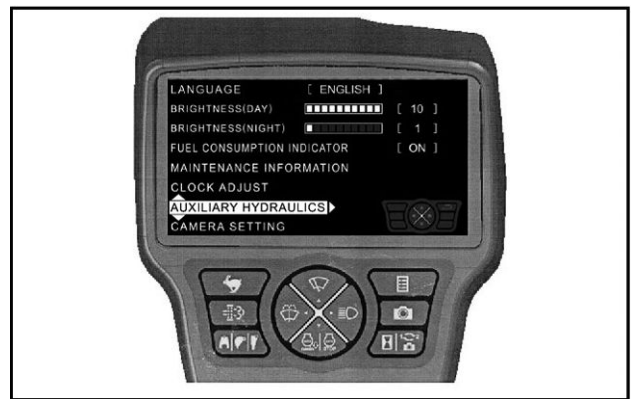 LANGUAGE [ ENGLISH ]
BRIGHTNESS(DAY) [ 10 ]
BRIGHTNESS(NIGHT) [ 1 ]
FUEL CONSUMPTION INDICATOR [ ON ]
MAINTENANCE INFORMATION
CLOCK ADJUST
AUXILIARY HYDRAULICS
CAMERA SETTING